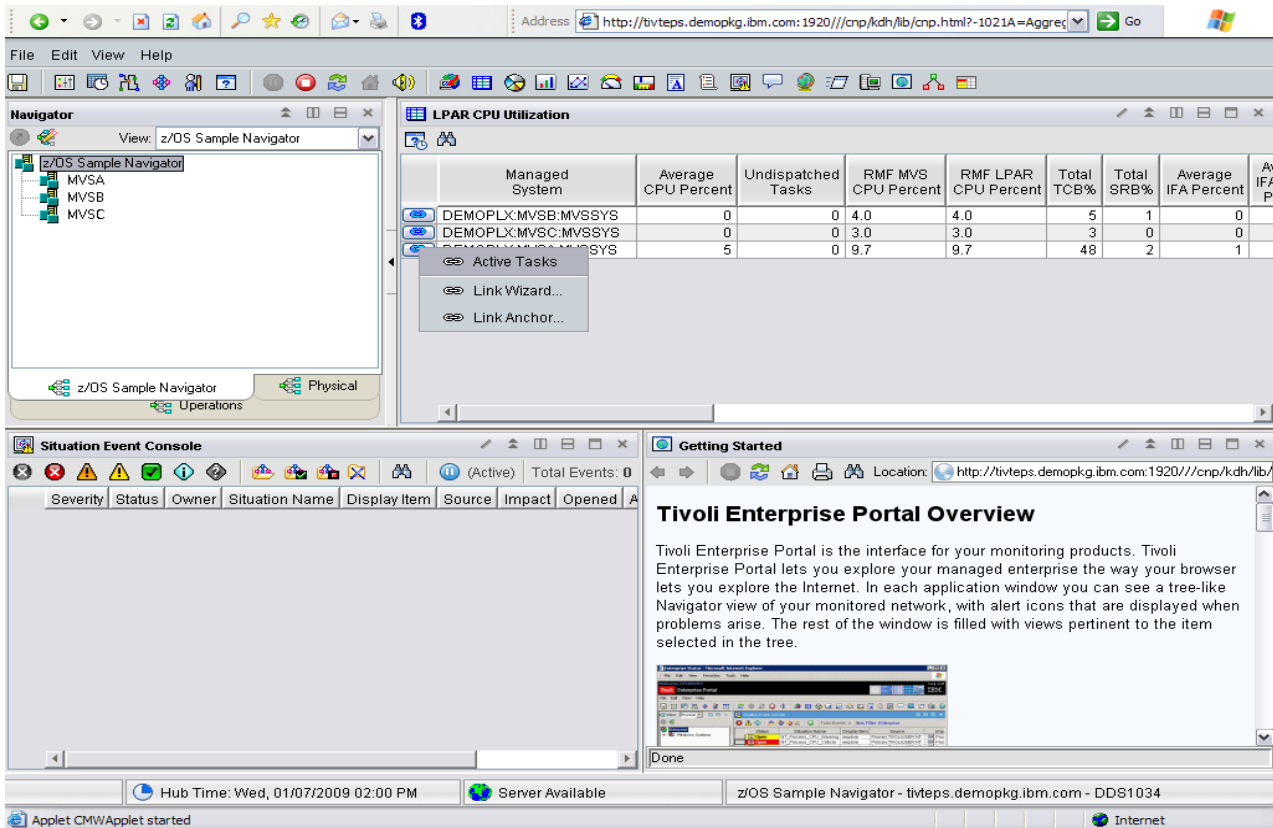 Address http://tivteps.demopkg.ibm.com:1920///cnp/kdh/lib/cnp.html?-1021A=Aggreg Go
File Edit View Help
Navigator
View: z/OS Sample Navigator
z/OS Sample Navigator
MVSA
MVSB
MVSC
z/OS Sample Navigator
Physical
Operations
LPAR CPU Utilization
Managed System Average CPU Percent Undispatched Tasks RMF MVS CPU Percent RMF LPAR CPU Percent Total TCB% Total SRB% Average IFA Percent
DEMOPLX:MVSB:MVSSYS 0 0 4.0 4.0 5 1 0
DEMOPLX:MVSC:MVSSYS 0 0 3.0 3.0 3 0 0
DEMOPLX:MVSA:MVSSYS 5 0 9.7 9.7 48 2 1
Active Tasks
Link Wizard...
Link Anchor...
Situation Event Console
(Active) Total Events: 0
Severity Status Owner Situation Name Display Item Source Impact Opened A
Getting Started
Location: http://tivteps.demopkg.ibm.com:1920///cnp/kdh/lib/
Tivoli Enterprise Portal Overview
Tivoli Enterprise Portal is the interface for your monitoring products. Tivoli
Enterprise Portal lets you explore your managed enterprise the way your browser
lets you explore the Internet. In each application window you can see a tree-like
Navigator view of your monitored network, with alert icons that are displayed when
problems arise. The rest of the window is filled with views pertinent to the item
selected in the tree.
Done
Hub Time: Wed, 01/07/2009 02:00 PM
Server Available
z/OS Sample Navigator - tivteps.demopkg.ibm.com - DDS1034
Applet CMWApplet started
Internet